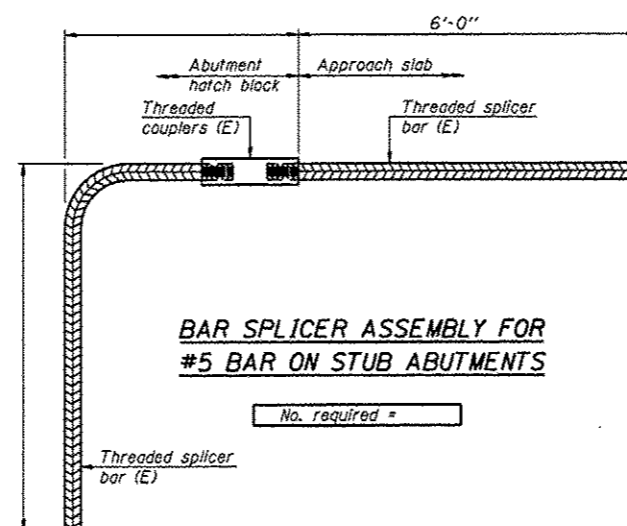 6'-0"
Abutment
hatch block
Approach slab
Threaded
couplers (E)
Threaded splicer
bar (E)
BAR SPLICER ASSEMBLY FOR
#5 BAR ON STUB ABUTMENTS
No. required =
Threaded splicer
bar (E)